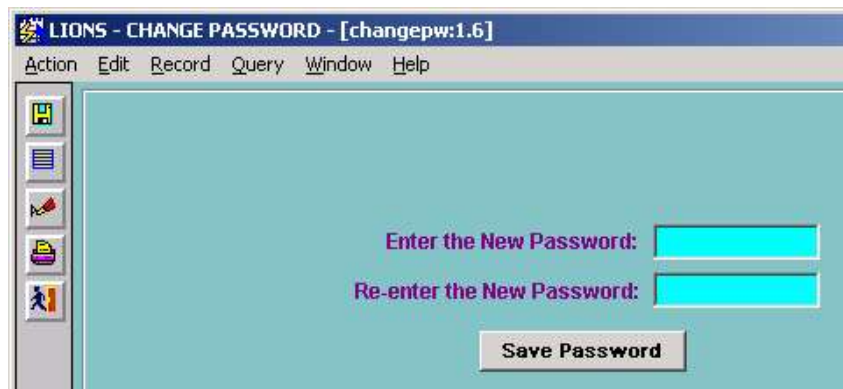 LIONS - CHANGE PASSWORD - [changepw:1.6]
Action Edit Record Query Window Help
Enter the New Password:
Re-enter the New Password:
Save Password